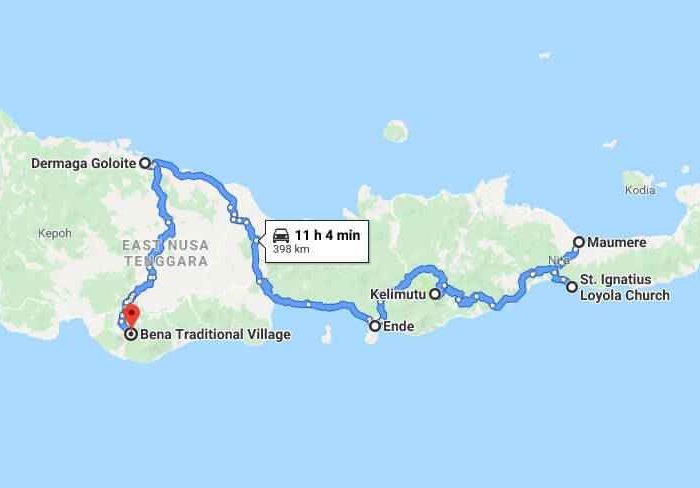 Dermaga Goloite
Kepoh
EAST NUSA
TENGGARA
11 h 4 min
398 km
Kodia
Maumere
Nita
St. Ignatius
Loyola Church
Kelimutu
Ende
Bena Traditional Village